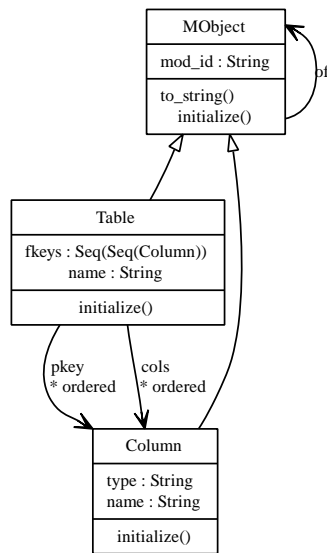 MObject
mod_id : String
of
to_string()
initialize()
Table
fkeys : Seq(Seq(Column))
name : String
initialize()
pkey
* ordered
cols
* ordered
Column
type : String
name : String
initialize()